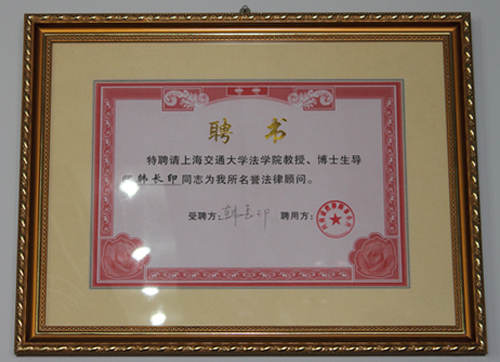 聘书
特聘请上海交通大学法学院教授、博士生导
师韩长印同志为我所名誉法律顾问。
受聘方:韩长印 聘用方: